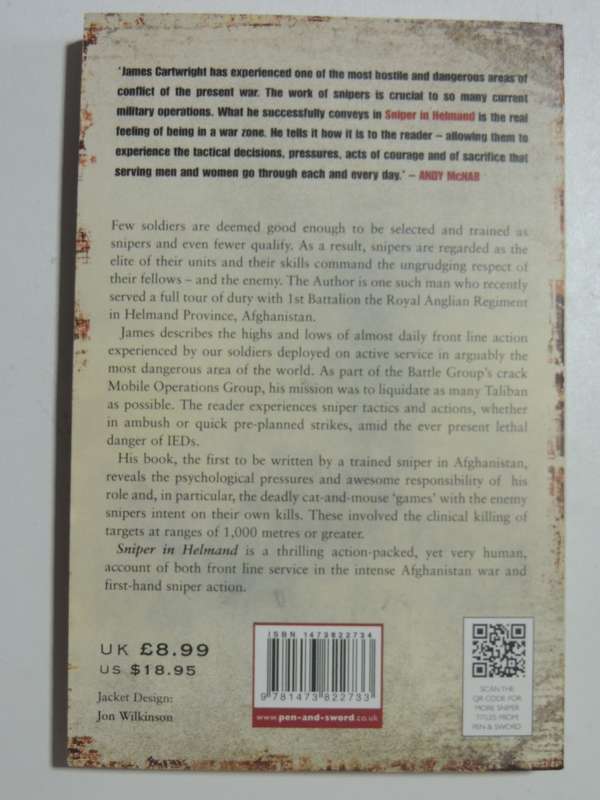 'James Cartwright has experienced one of the most hostile and dangerous areas of
conflict of the present war. The work of snipers is crucial to so many current
military operations. What he successfully conveys in Sniper in Helmand is the real
feeling of being in a war zone. He tells it how it is to the reader – allowing them to
experience the tactical decisions, pressures, acts of courage and of sacrifice that
serving men and women go through each and every day.' – ANDY McNAB
Few soldiers are deemed good enough to be selected and trained as
snipers and even fewer qualify. As a result, snipers are regarded as the
elite of their units and their skills command the ungrudging respect of
their fellows – and the enemy. The Author is one such man who recently
served a full tour of duty with 1st Battalion the Royal Anglian Regiment
in Helmand Province, Afghanistan.
James describes the highs and lows of almost daily front line action
experienced by our soldiers deployed on active service in arguably the
most dangerous area of the world. As part of the Battle Group's crack
Mobile Operations Group, his mission was to liquidate as many Taliban
as possible. The reader experiences sniper tactics and actions, whether
in ambush or quick pre-planned strikes, amid the ever present lethal
danger of IEDs.
His book, the first to be written by a trained sniper in Afghanistan,
reveals the psychological pressures and awesome responsibility of his
role and, in particular, the deadly cat-and-mouse 'games' with the enemy
snipers intent on their own kills. These involved the clinical killing of
targets at ranges of 1,000 metres or greater.
Sniper in Helmand is a thrilling action-packed, yet very human,
account of both front line service in the intense Afghanistan war and
first-hand sniper action.
UK £8.99
US $18.95
Jacket Design:
Jon Wilkinson
ISBN 1473822734
9 781473 822733
www.pen-and-sword.co.uk
SCAN THE
QR CODE FOR
MORE SNIPER
TITLES FROM
PEN & SWORD